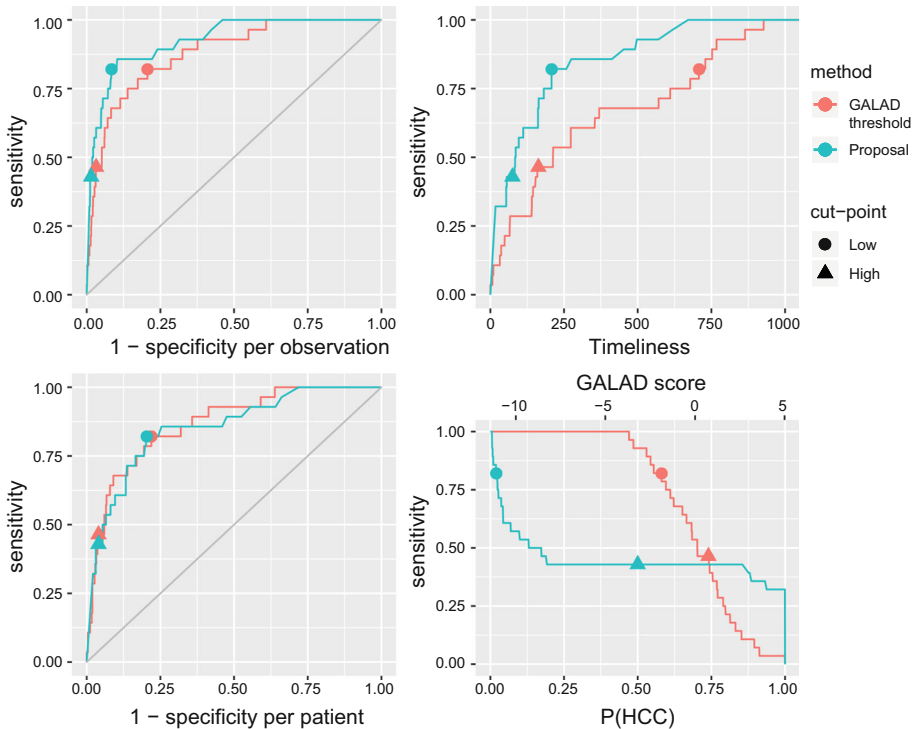 1.00
0.75
0.50
0.25
0.00
sensitivity
0.00 0.25 0.50 0.75 1.00
1 − specificity per observation
1.00
0.75
0.50
0.25
0.00
sensitivity
0 250 500 750 1000
Timeliness
method
GALAD
threshold
Proposal
cut−point
Low
High
1.00
0.75
0.50
0.25
0.00
sensitivity
0.00 0.25 0.50 0.75 1.00
1 − specificity per patient
GALAD score
−10 −5 0 5
1.00
0.75
0.50
0.25
0.00
sensitivity
0.00 0.25 0.50 0.75 1.00
P(HCC)